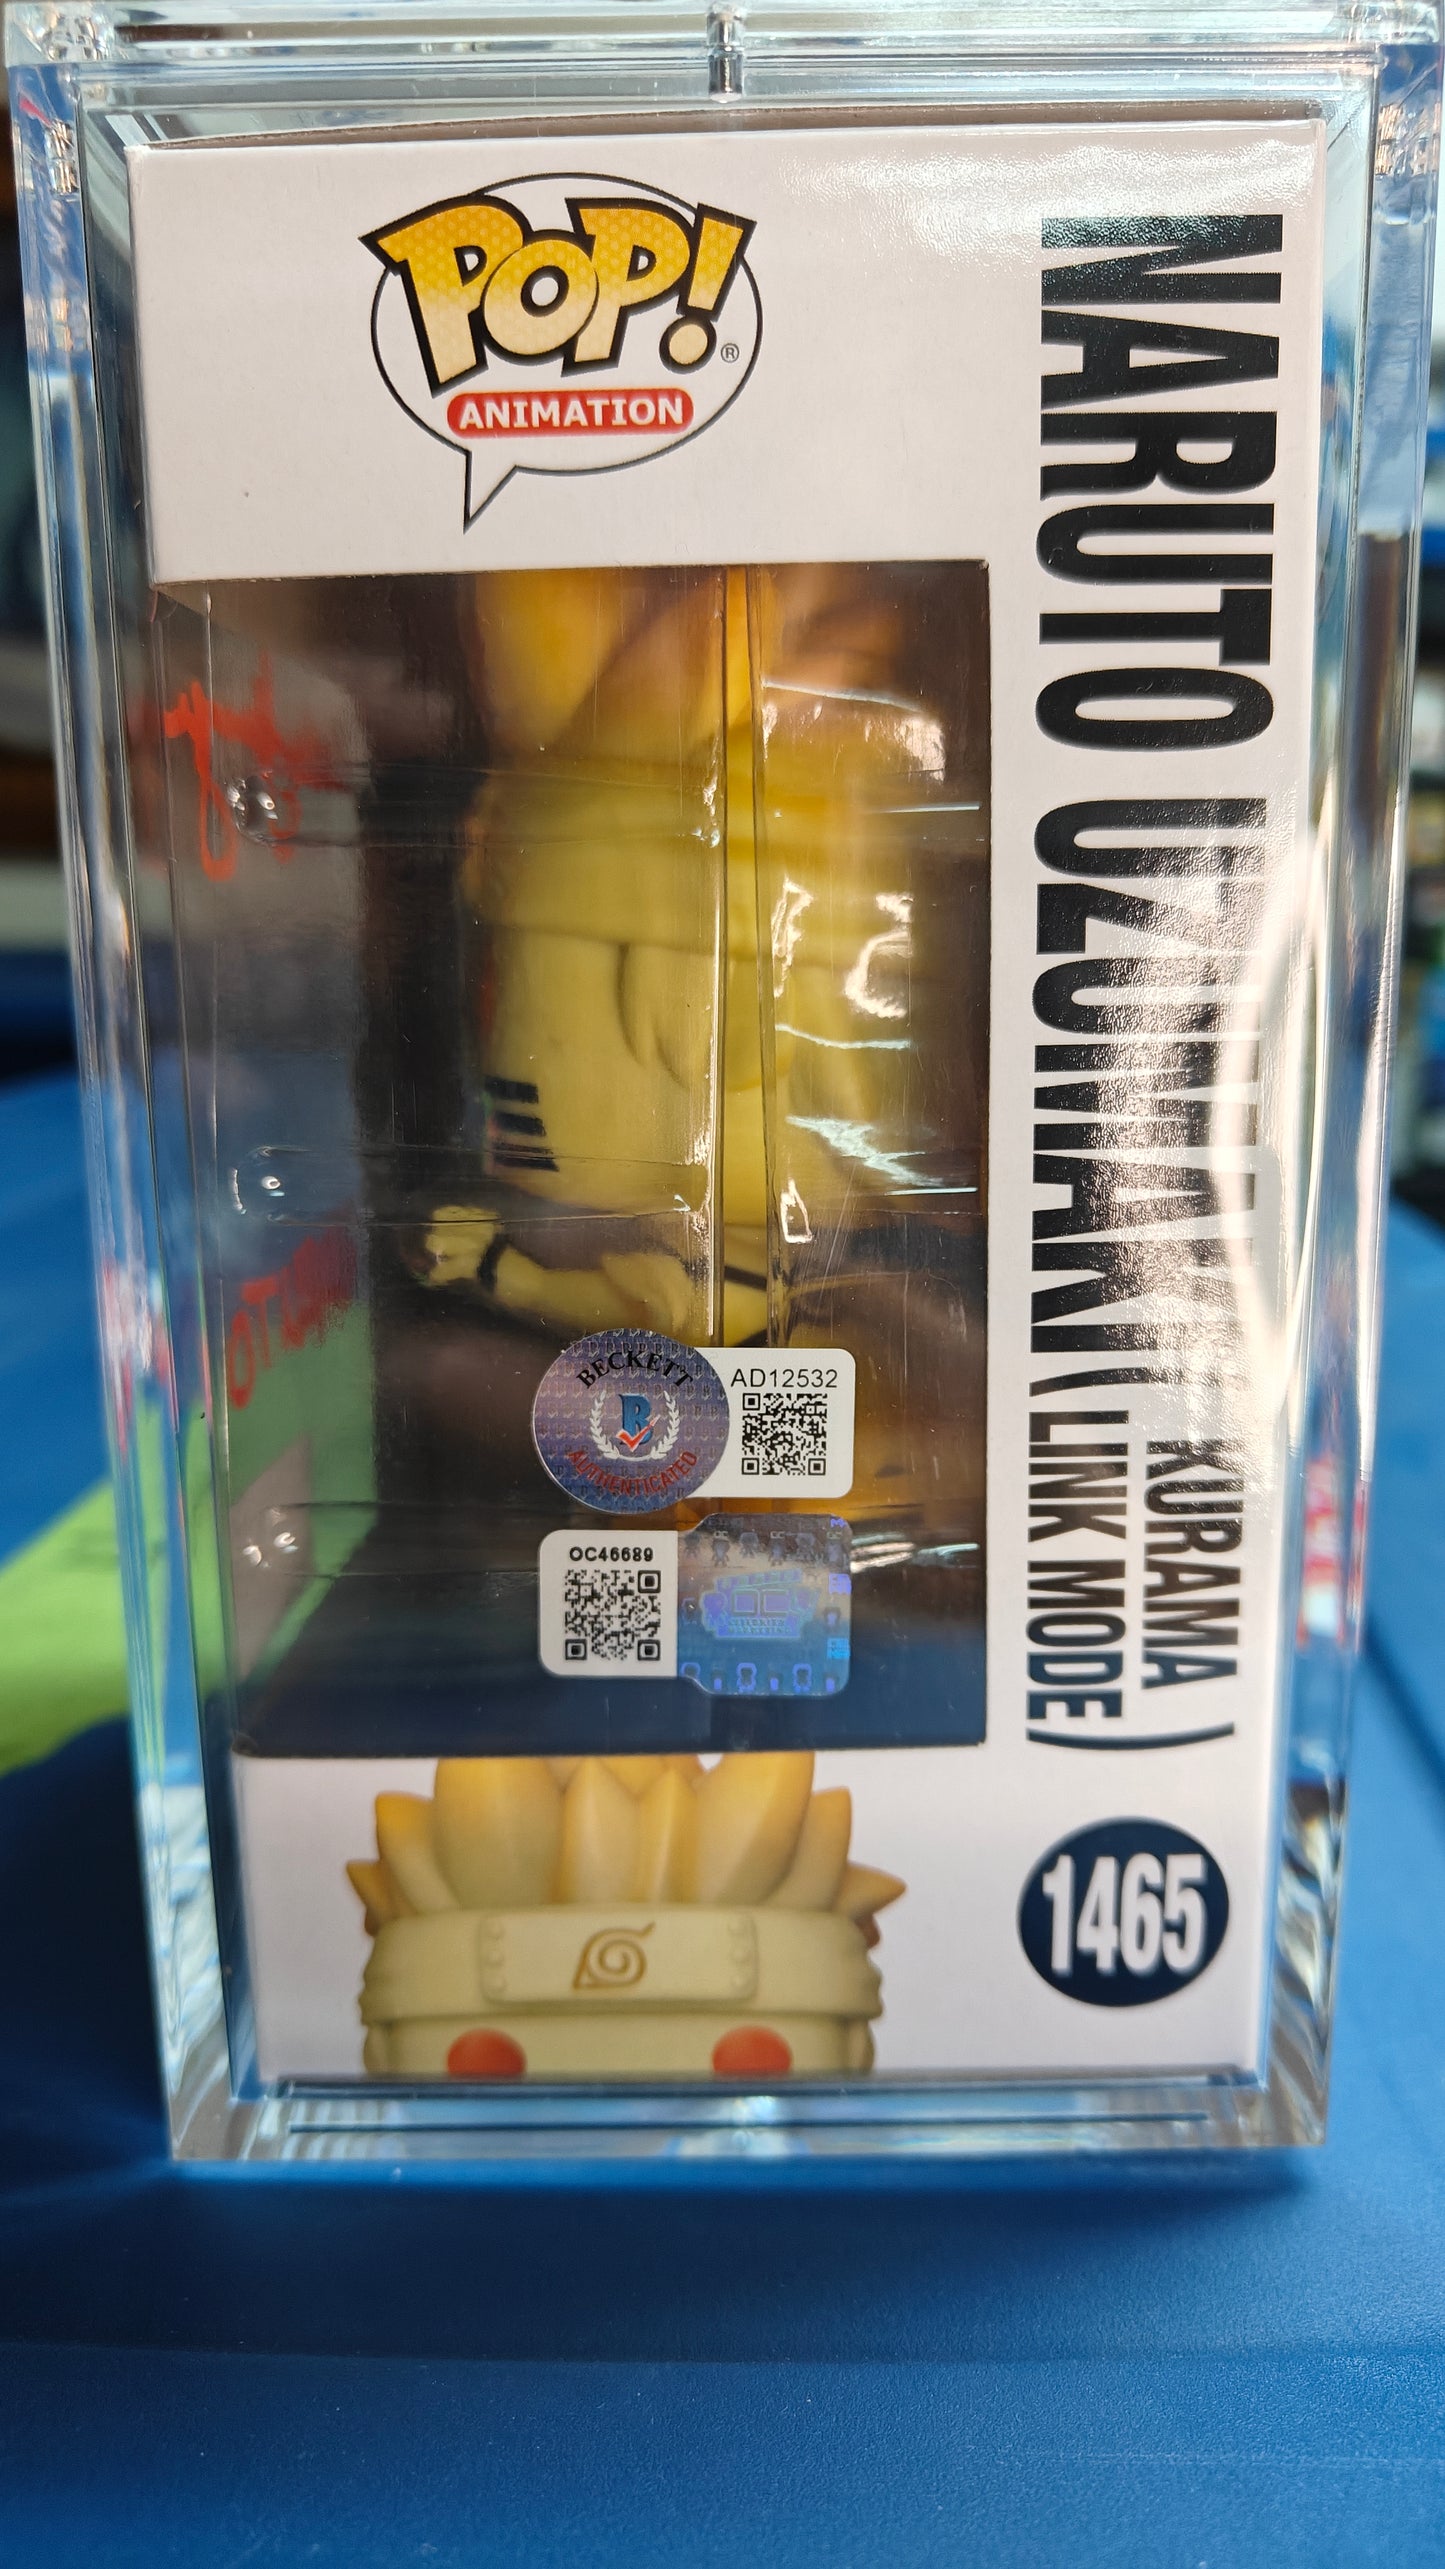 POP! ®
ANIMATION
NARUTO UZUMAKI ( KURAMA
LINK MODE )
BECKETT
AUTHENTICATED
B
AD12532
OC46689
1465